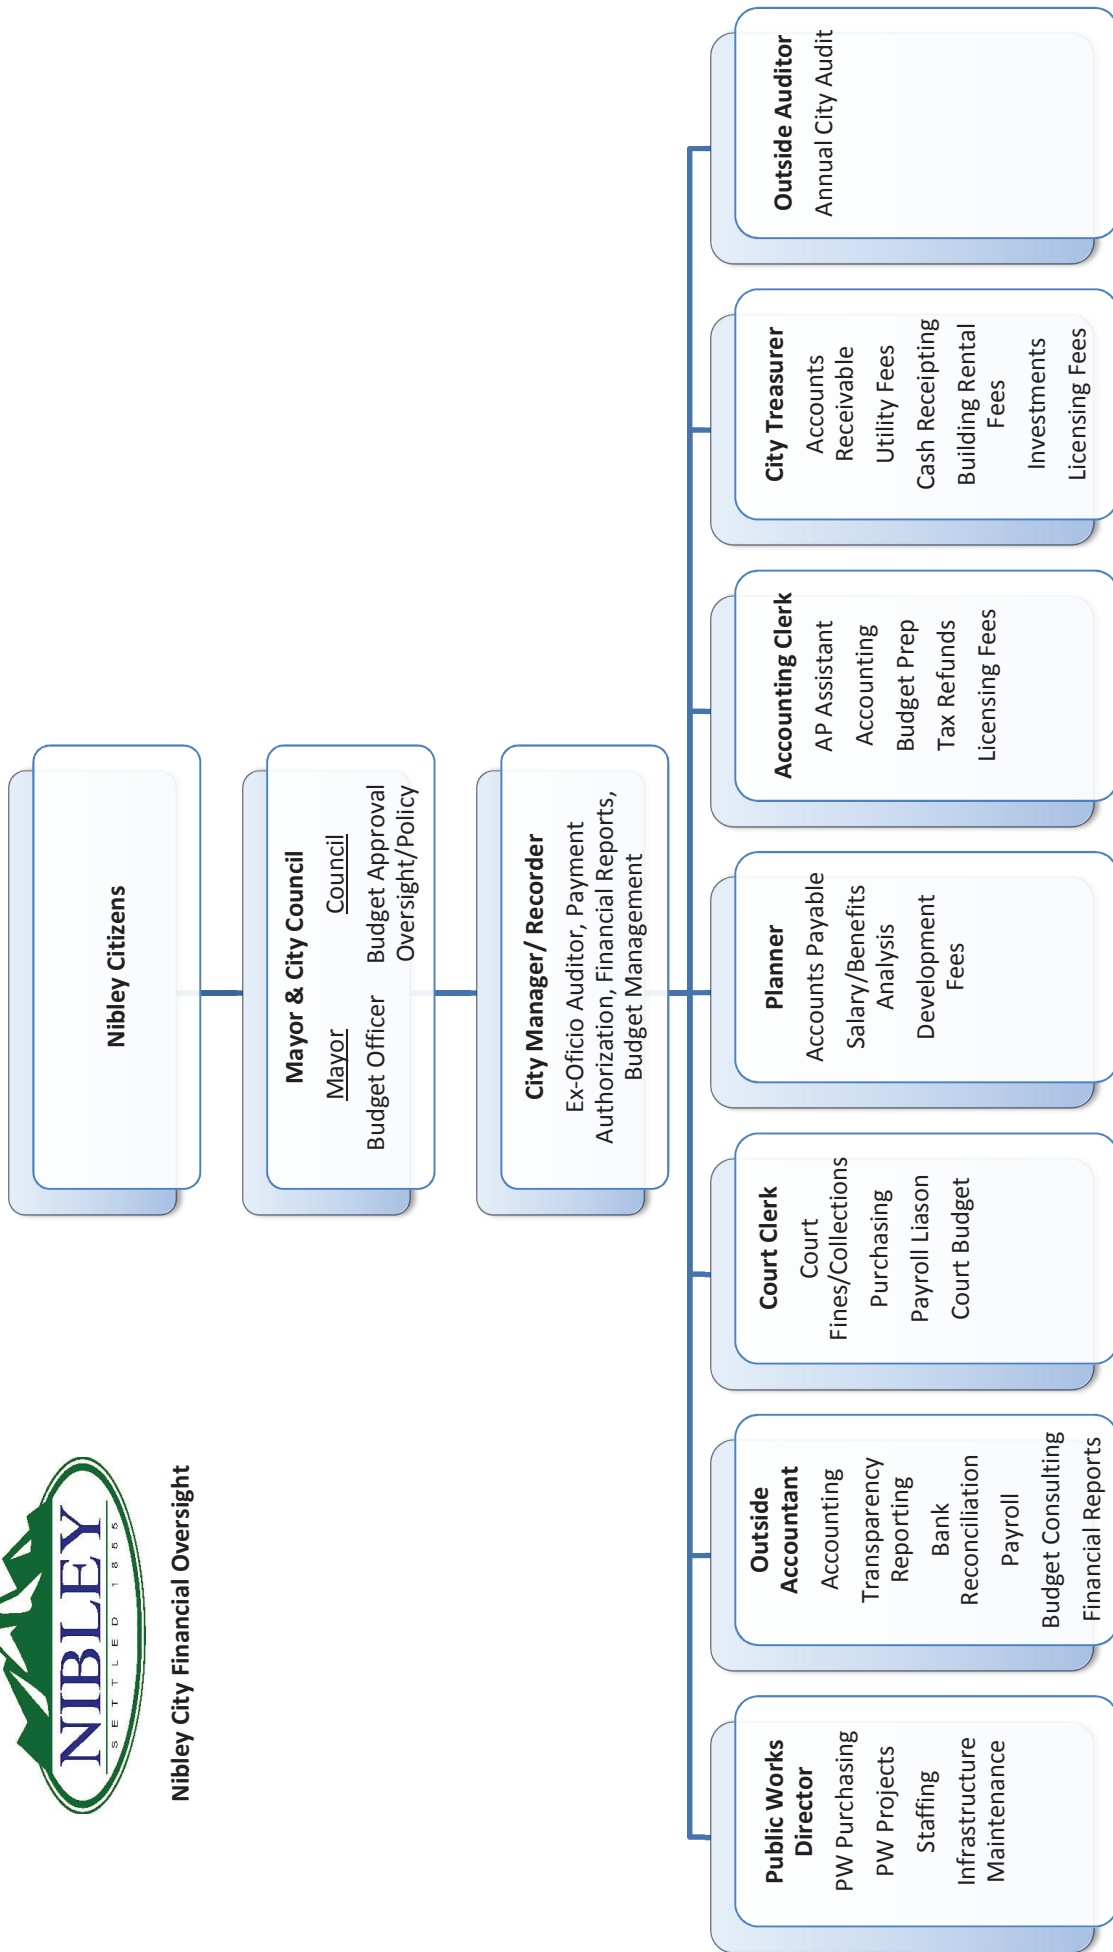 NIBLEY
SETTLED 1855
Nibley City Financial Oversight
Nibley Citizens
Mayor & City Council
Mayor Council
Budget Officer Budget Approval
Oversight/Policy
City Manager/ Recorder
Ex-Oficio Auditor, Payment
Authorization, Financial Reports,
Budget Management
Public Works
Director
PW Purchasing
PW Projects
Staffing
Infrastructure
Maintenance
Outside
Accountant
Accounting
Transparency
Reporting
Bank
Reconciliation
Payroll
Budget Consulting
Financial Reports
Court Clerk
Court
Fines/Collections
Purchasing
Payroll Liason
Court Budget
Planner
Accounts Payable
Salary/Benefits
Analysis
Development
Fees
Accounting Clerk
AP Assistant
Accounting
Budget Prep
Tax Refunds
Licensing Fees
City Treasurer
Accounts
Receivable
Utility Fees
Cash Receipting
Building Rental
Fees
Investments
Licensing Fees
Outside Auditor
Annual City Audit